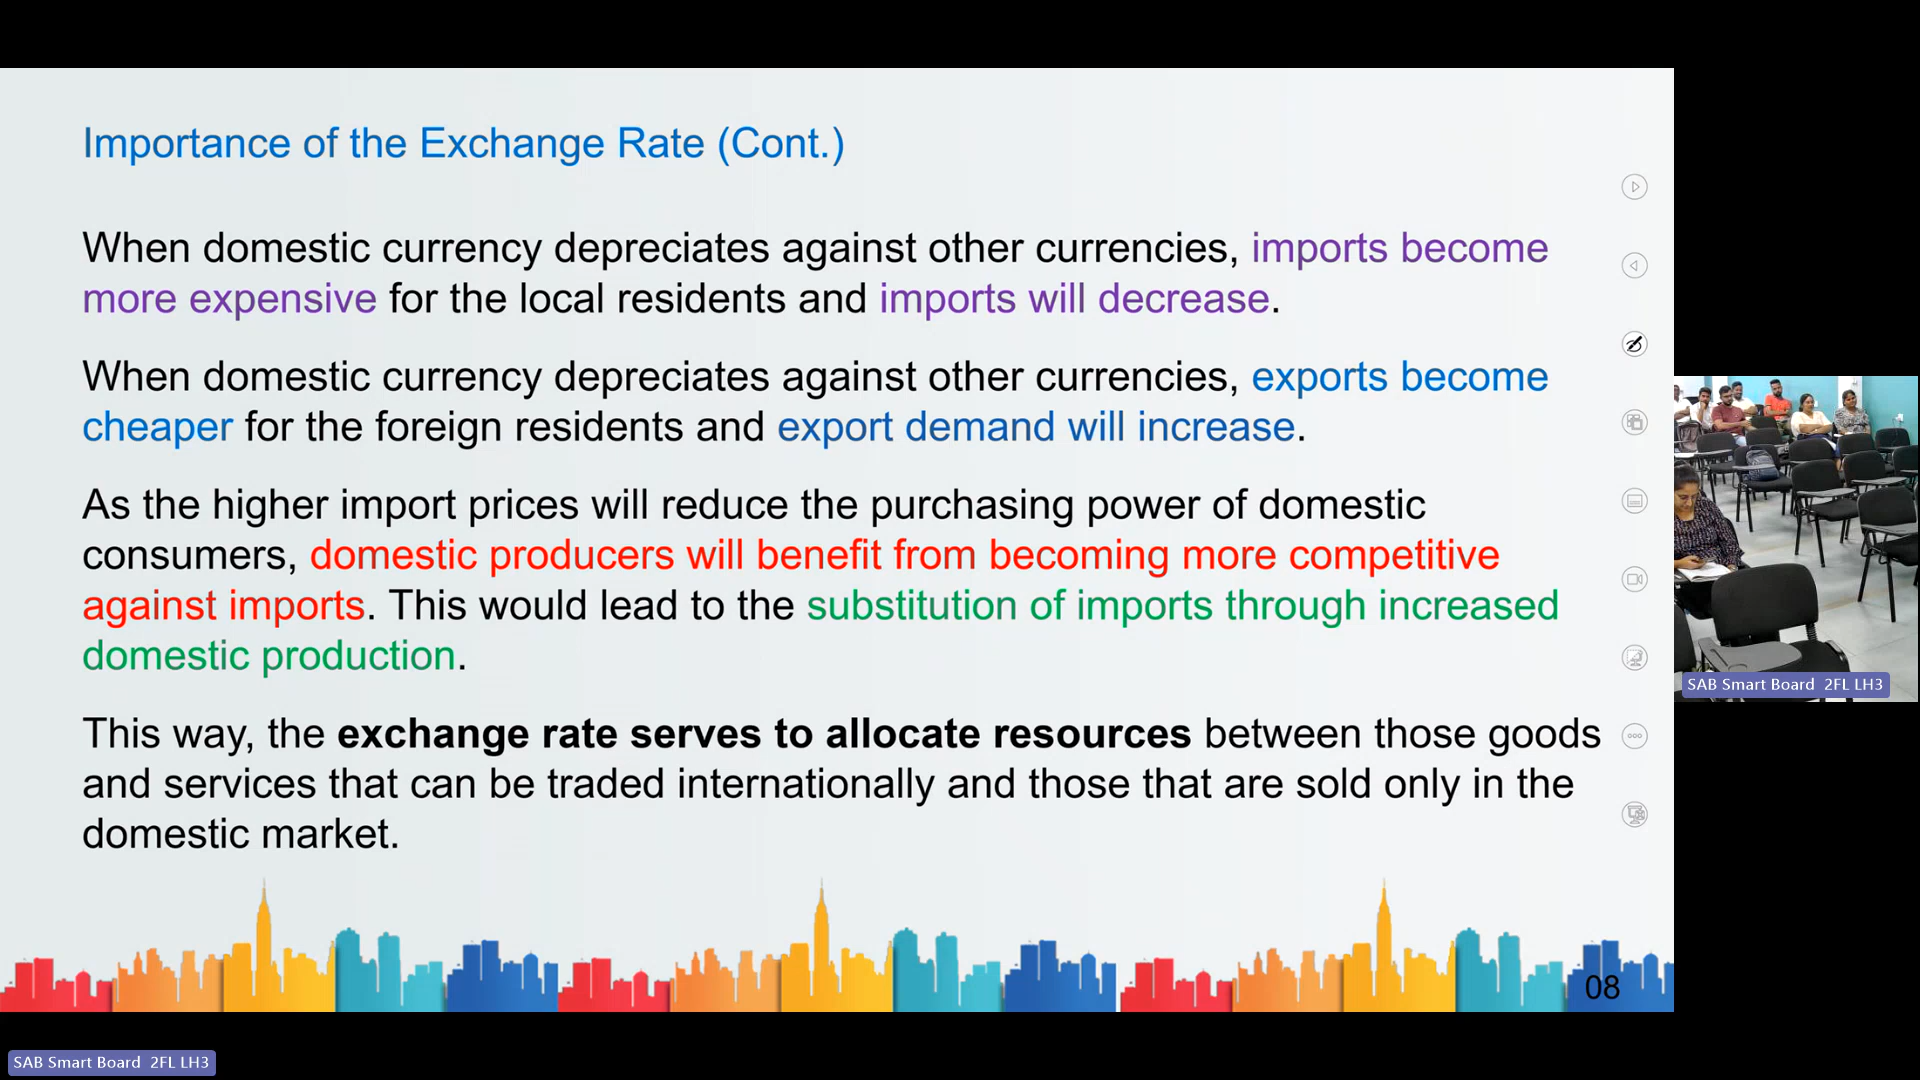 Importance of the Exchange Rate (Cont.)
When domestic currency depreciates against other currencies, imports become
more expensive for the local residents and imports will decrease.
When domestic currency depreciates against other currencies, exports become
cheaper for the foreign residents and export demand will increase.
As the higher import prices will reduce the purchasing power of domestic
consumers, domestic producers will benefit from becoming more competitive
against imports. This would lead to the substitution of imports through increased
domestic production.
This way, the exchange rate serves to allocate resources between those goods
and services that can be traded internationally and those that are sold only in the
domestic market.
08
SAB Smart Board 2FL LH3
SAB Smart Board 2FL LH3